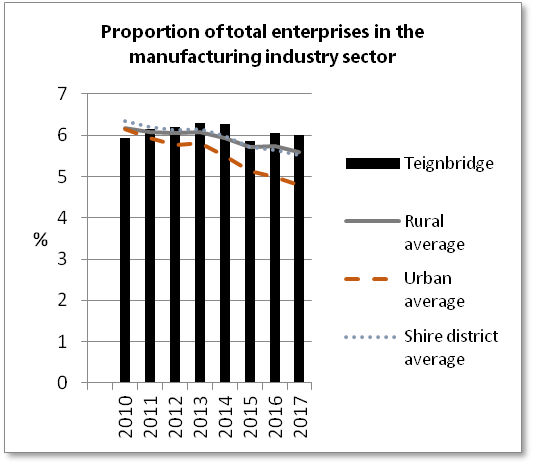 Proportion of total enterprises in the
manufacturing industry sector
7
6
5
4
3
2
1
0
%
2010
2011
2012
2013
2014
2015
2016
2017
Teignbridge
Rural
average
Urban
average
Shire district
average